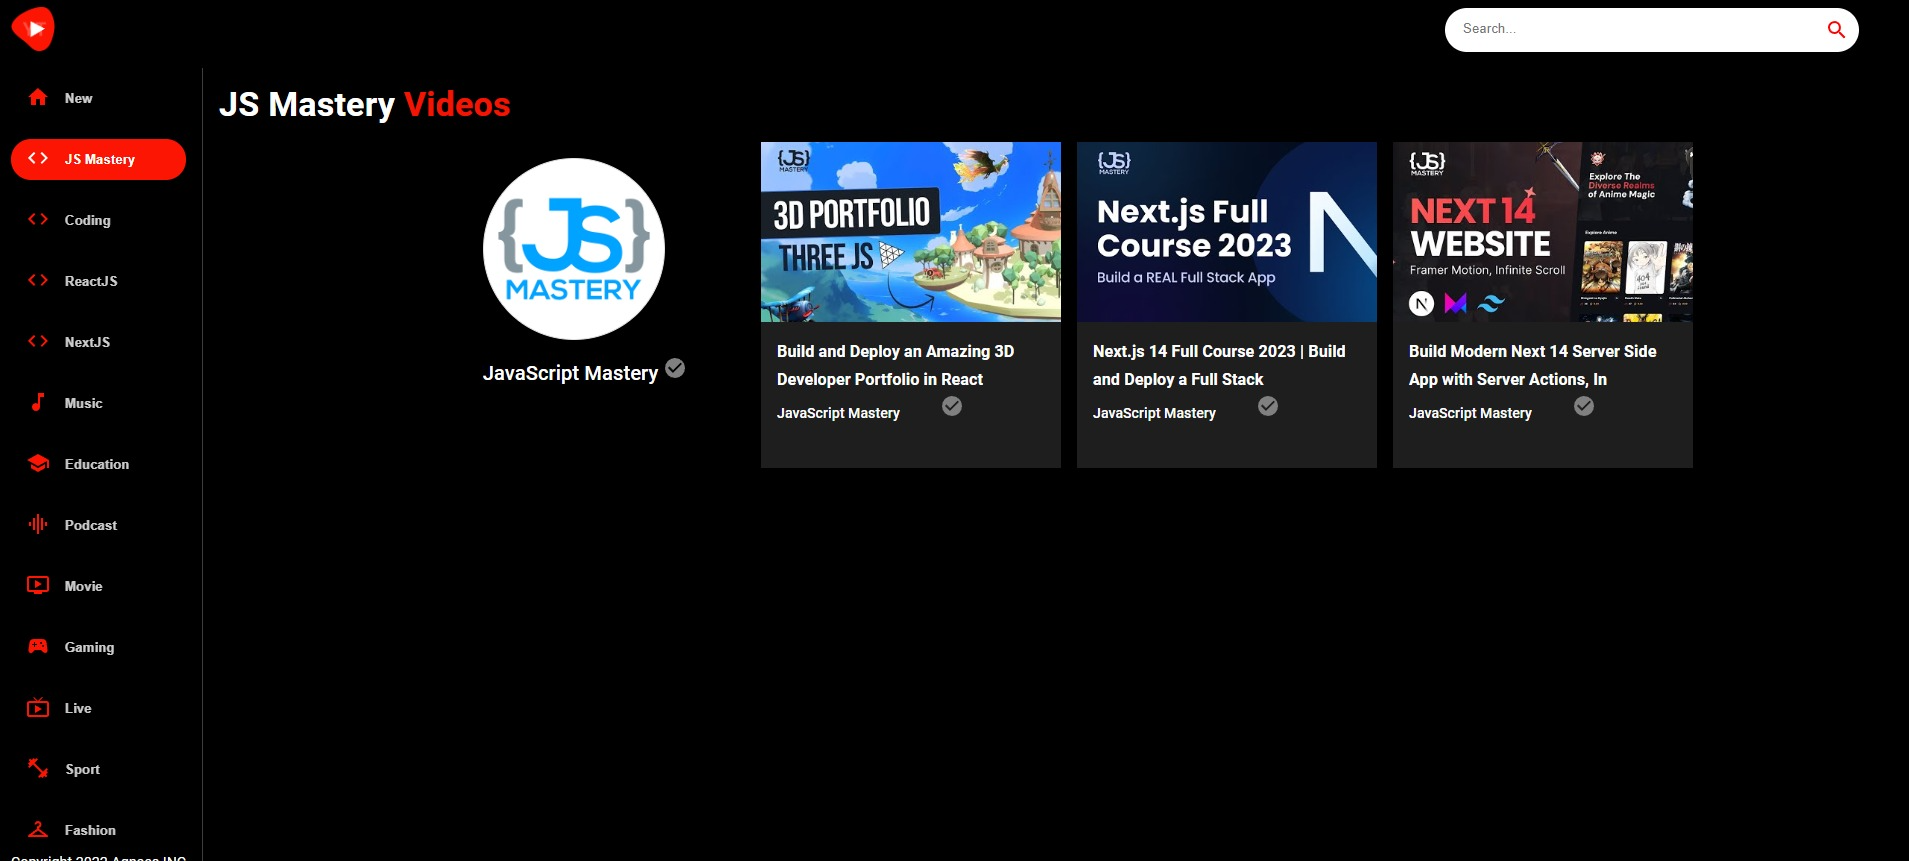 Search...
New
JS Mastery
Coding
ReactJS
NextJS
Music
Education
Podcast
Movie
Gaming
Live
Sport
Fashion
JS Mastery Videos
{JS}
MASTERY
JavaScript Mastery
{JS}
MASTERY
3D PORTFOLIO
THREE JS
Build and Deploy an Amazing 3D
Developer Portfolio in React
JavaScript Mastery
{JS}
MASTERY
Next.js Full
Course 2023
Build a REAL Full Stack App
N
Next.js 14 Full Course 2023 | Build
and Deploy a Full Stack
JavaScript Mastery
{JS}
MASTERY
NEXT 14
WEBSITE
Framer Motion, Infinite Scroll
N
Explore The
Diverse Realms
of Anime Magic
Explore Anime
404
Build Modern Next 14 Server Side
App with Server Actions, In
JavaScript Mastery